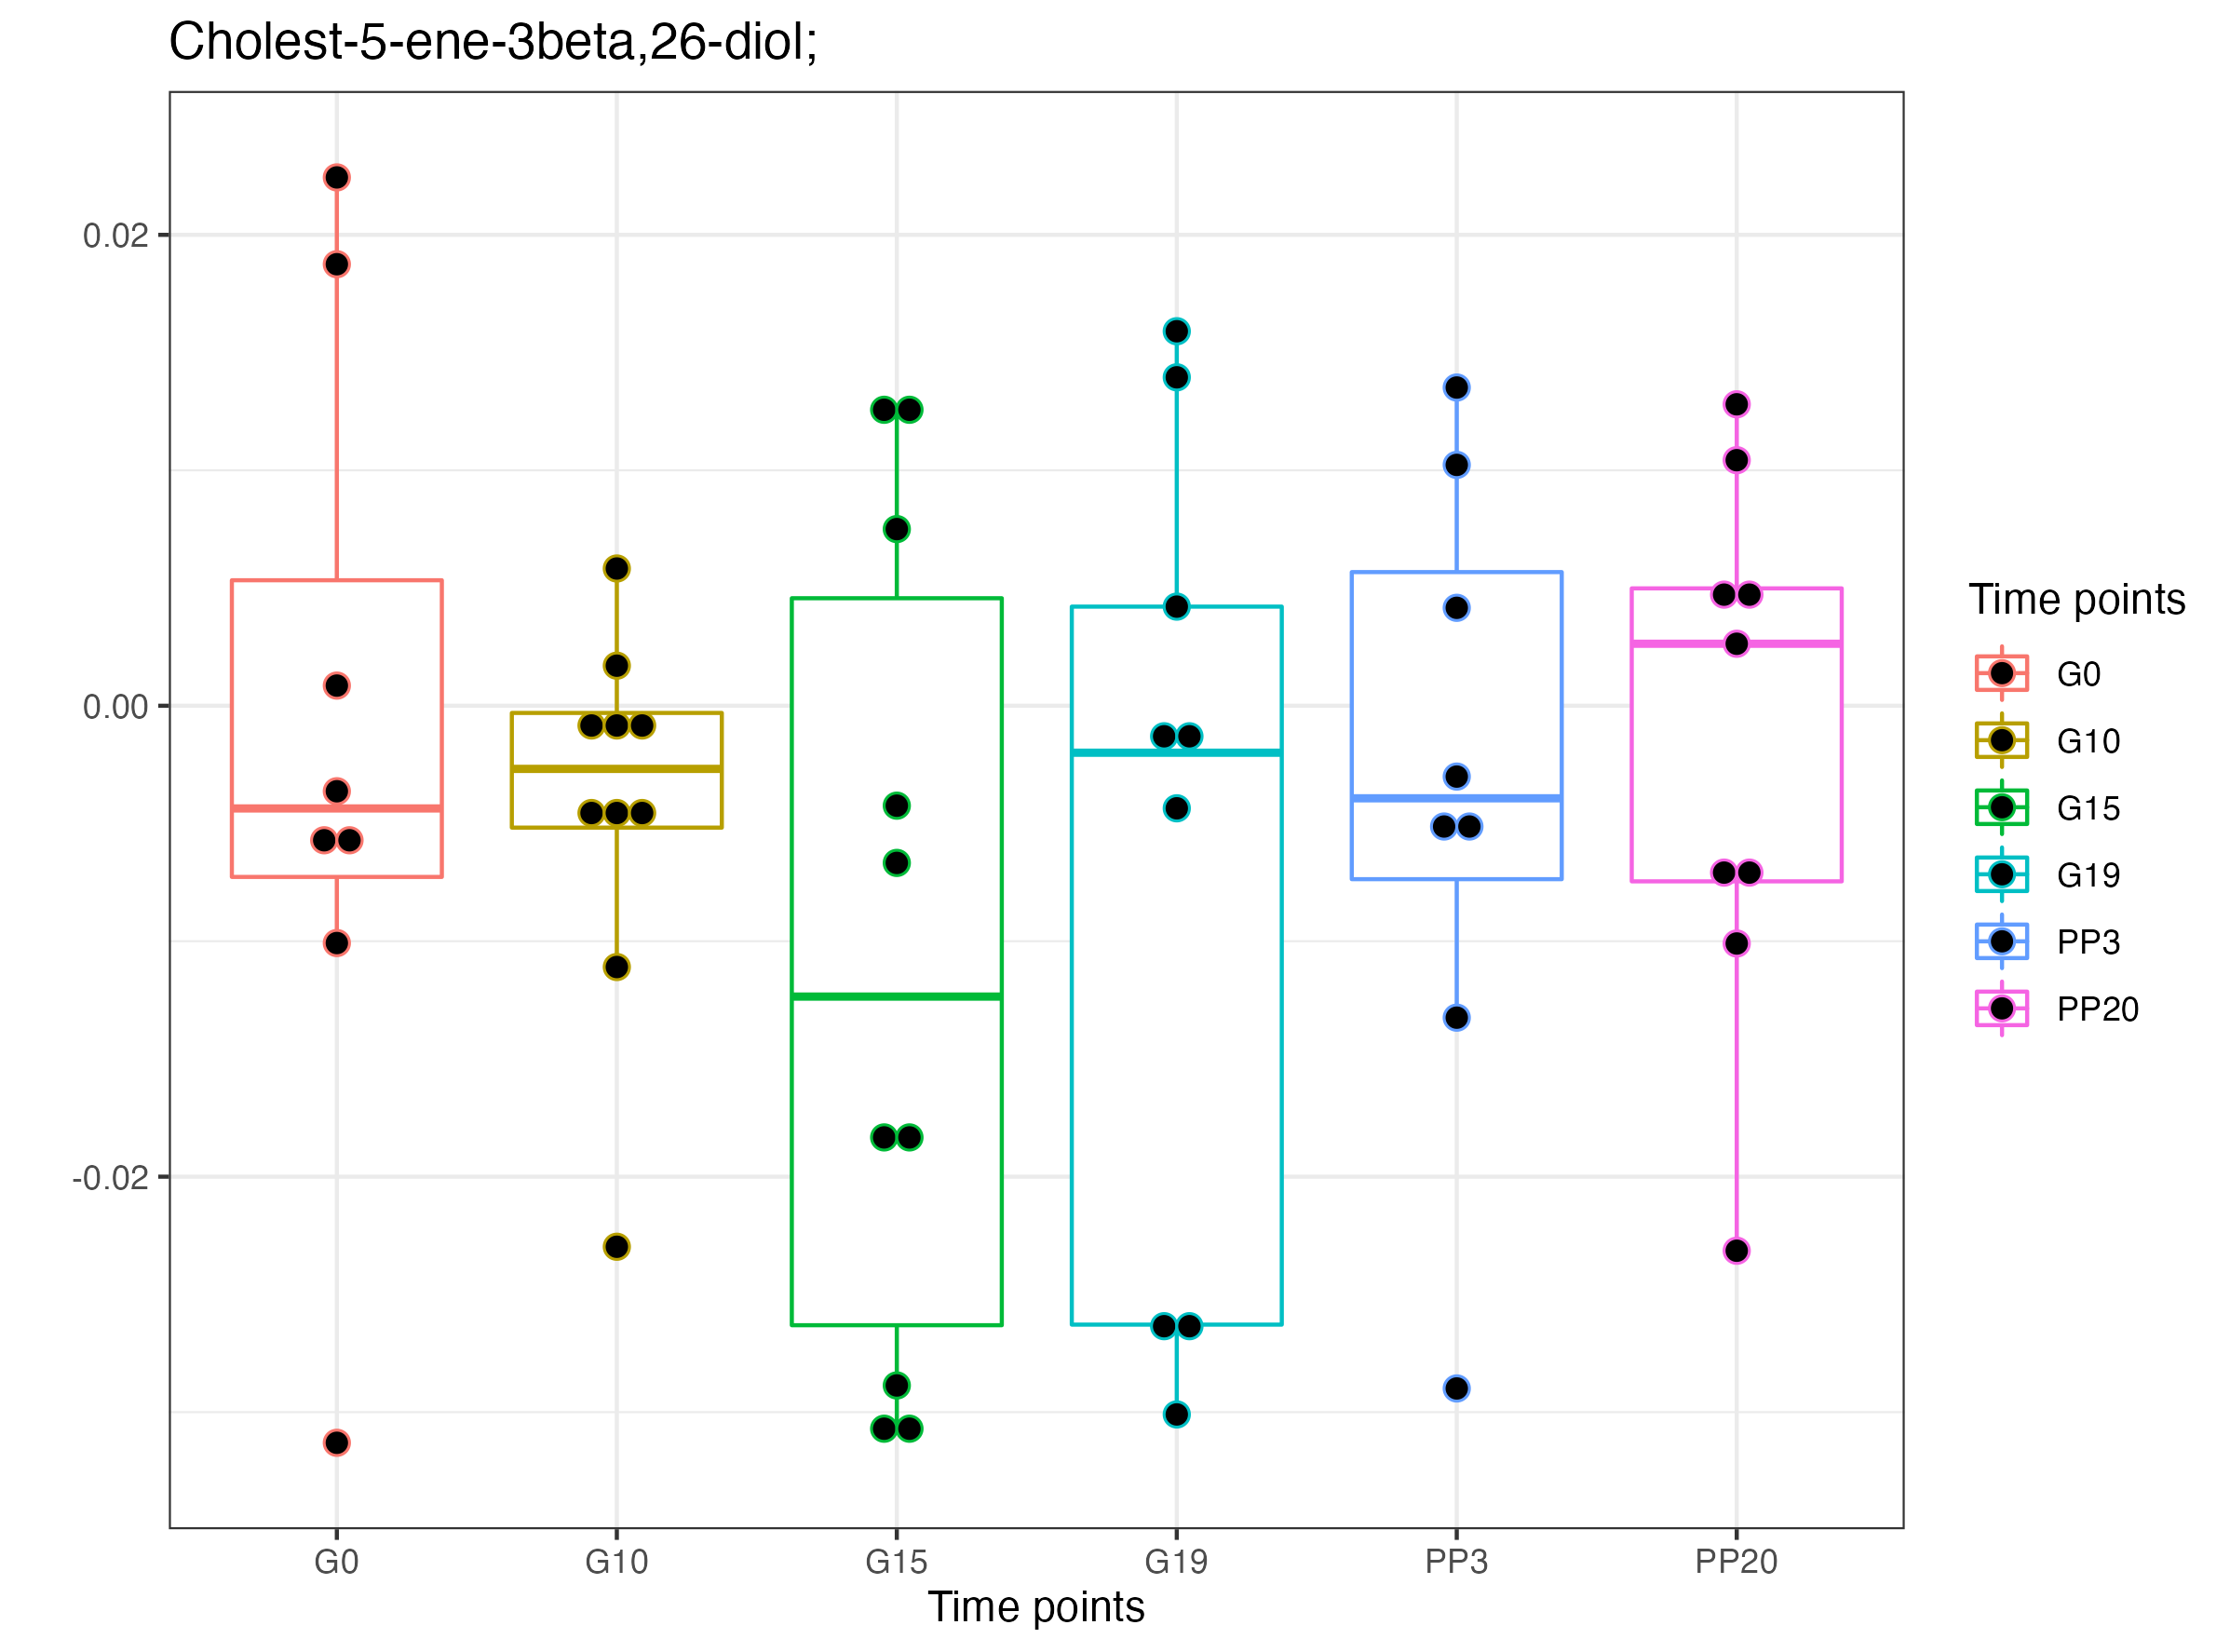 Cholest-5-ene-3beta,26-diol;
0.02
0.00
-0.02
G0 G10 G15 G19 PP3 PP20
Time points
Time points
G0
G10
G15
G19
PP3
PP20